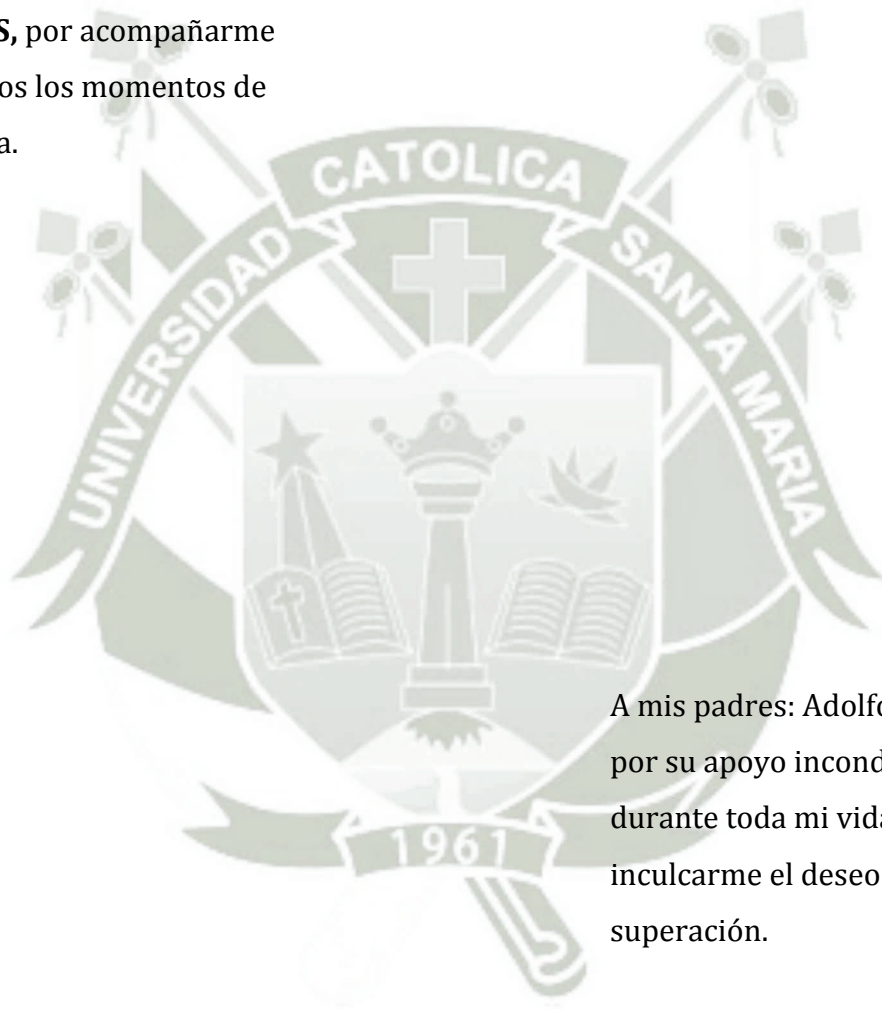 S, por acompañarme
os los momentos de
a.
CATOLICA
UNIVERSIDAD
SANTA MARIA
A mis padres: Adolfo
por su apoyo incond
durante toda mi vida
inculcarme el deseo
superación.
1961